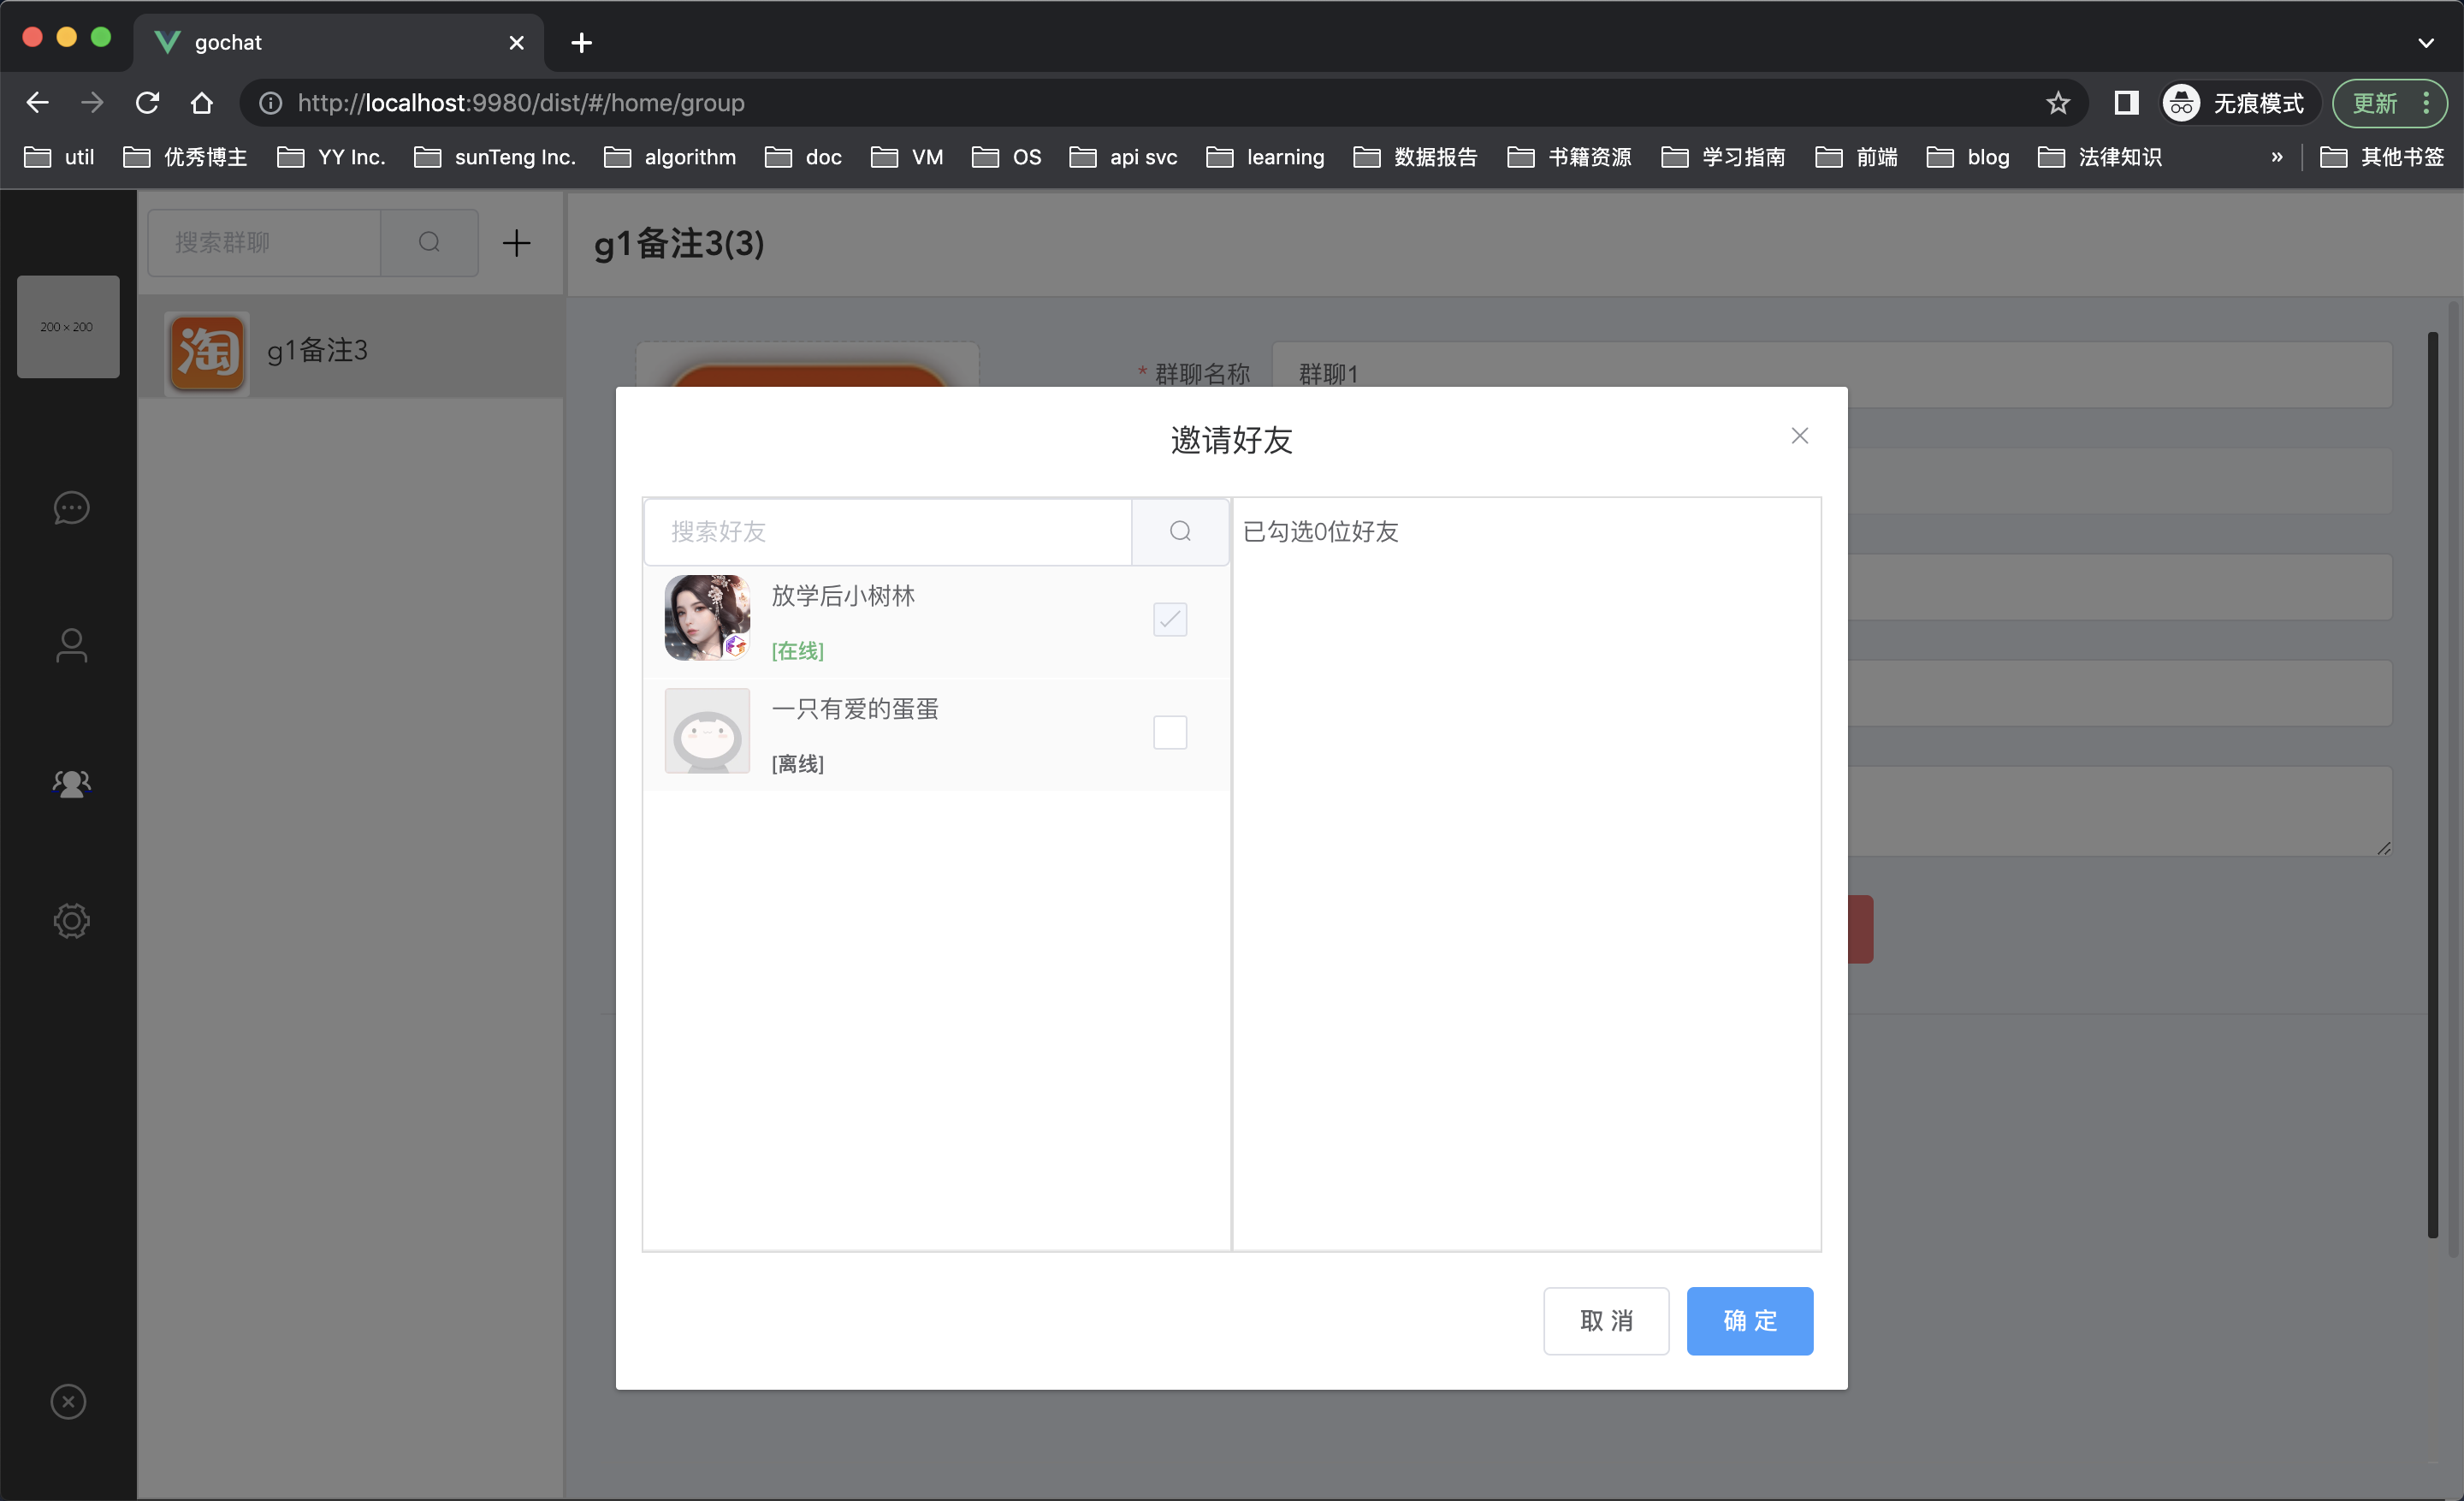 gochat
http://localhost:9980/dist/#/home/group
无痕模式
更新
util
优秀博主
YY Inc.
sunTeng Inc.
algorithm
doc
VM
OS
api svc
learning
数据报告
书籍资源
学习指南
前端
blog
法律知识
»
其他书签
200 × 200
搜索群聊
淘
g1备注3
g1备注3(3)
* 群聊名称
群聊1
邀请好友
搜索好友
放学后小树林
[在线]
一只有爱的蛋蛋
[离线]
已勾选0位好友
取 消
确 定